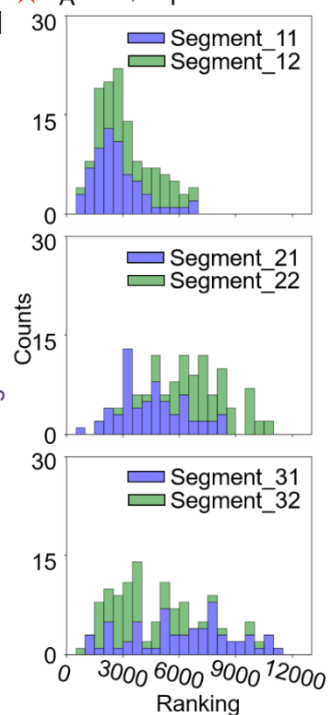 30
Segment_11
Segment_12
15
0
30
Segment_21
Segment_22
15
0
Counts
30
Segment_31
Segment_32
15
0
0 3000 6000 9000 12000
Ranking